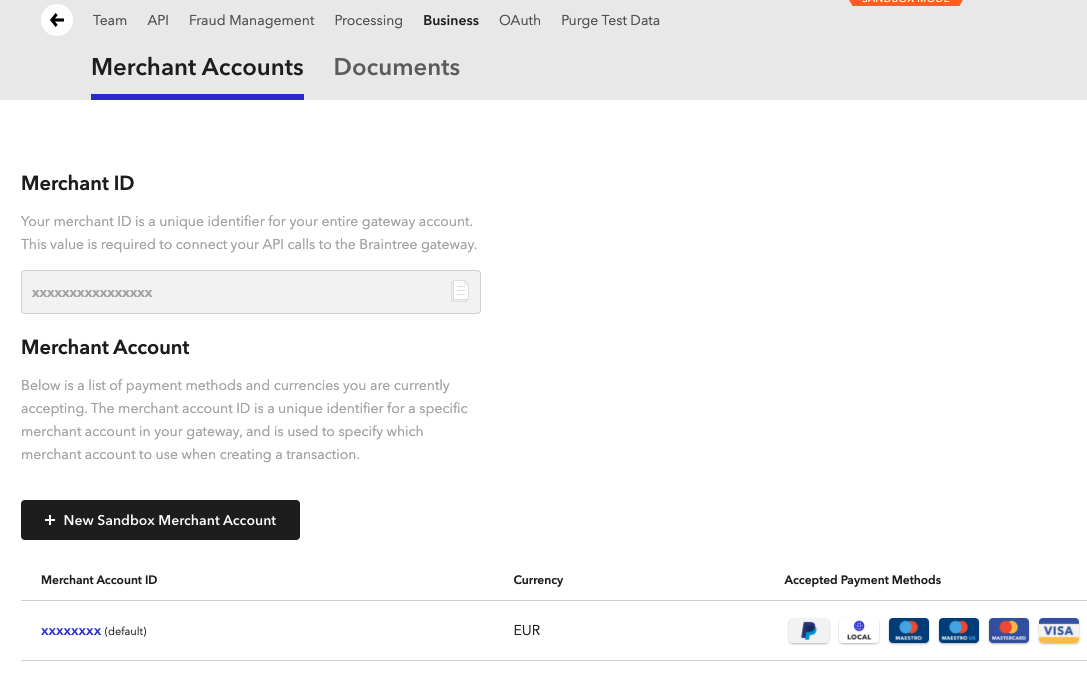 SANDBOX MODE
Team API Fraud Management Processing Business OAuth Purge Test Data
Merchant Accounts Documents
Merchant ID
Your merchant ID is a unique identifier for your entire gateway account.
This value is required to connect your API calls to the Braintree gateway.
xxxxxxxxxxxxxxxx
Merchant Account
Below is a list of payment methods and currencies you are currently
accepting. The merchant account ID is a unique identifier for a specific
merchant account in your gateway, and is used to specify which
merchant account to use when creating a transaction.
+ New Sandbox Merchant Account
Merchant Account ID Currency Accepted Payment Methods
xxxxxxxx (default) EUR LOCAL MAESTRO MAESTRO UK MASTERCARD VISA